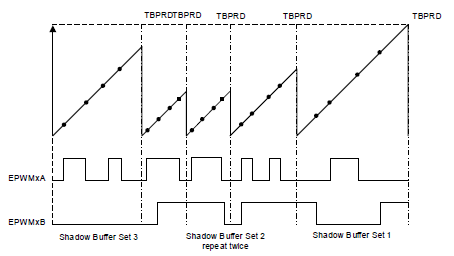 TBPRDTBPRD TBPRD TBPRD TBPRD
EPWMxA
EPWMxB
Shadow Buffer Set 3 Shadow Buffer Set 2 Shadow Buffer Set 1
repeat twice